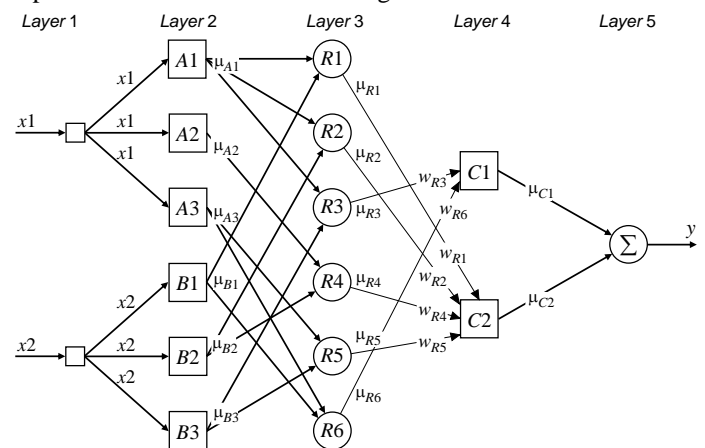 Layer 1 Layer 2 Layer 3 Layer 4 Layer 5
A1 μA1 R1
x1
μR1
x1 x1 A2 μA2 R2
x1
μR2
C1
wR3
wR6
μC1
A3 μA3 R3 μR3
Σ y
wR1
B1 μB1 R4 μR4
wR2
μC2
x2
wR4 C2
x2 x2 B2 μB2 R5 μR5
wR5
x2
B3 μB3 R6 μR6